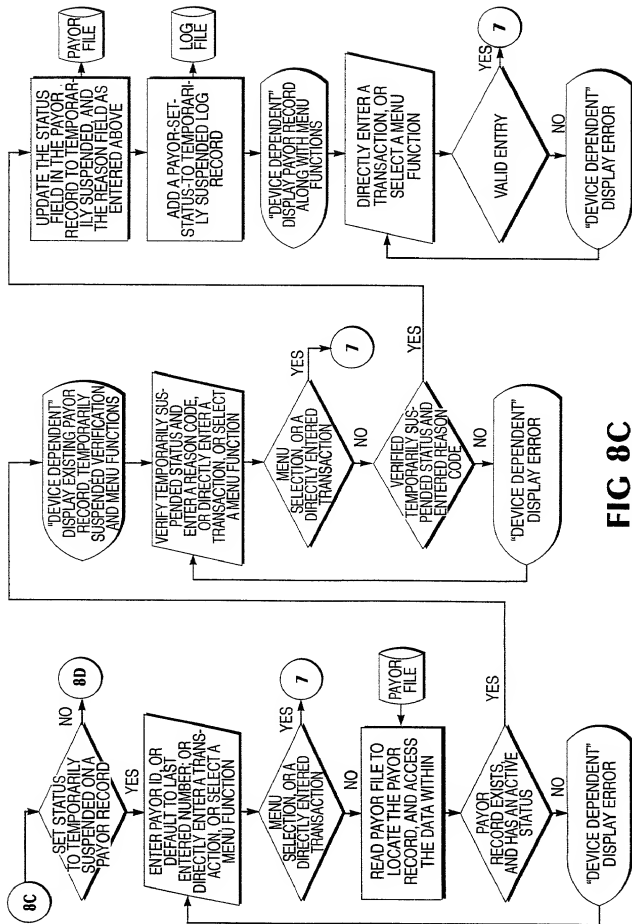 8C
SET STATUS
TO TEMPORARILY
SUSPENDED ON A
PAYOR RECORD
NO
8D
YES
ENTER PAYOR ID, OR
DEFAULT TO LAST
ENTERED NUMBER; OR
DIRECTLY ENTER A TRANS-
ACTION, OR SELECT A
MENU FUNCTION
MENU
SELECTION, OR A
DIRECTLY ENTERED
TRANSACTION
YES
7
NO
READ PAYOR FILE TO
LOCATE THE PAYOR
RECORD, AND ACCESS
THE DATA WITHIN
PAYOR
FILE
PAYOR
RECORD EXISTS,
AND HAS AN ACTIVE
STATUS
YES
NO
"DEVICE DEPENDENT"
DISPLAY ERROR
"DEVICE DEPENDENT"
DISPLAY EXISTING PAYOR
RECORD, TEMPORARILY
SUSPENDED VERIFICATION
AND MENU FUNCTIONS
VERIFY TEMPORARILY SUS-
PENDED STATUS AND
ENTER A REASON CODE,
OR DIRECTLY ENTER A
TRANSACTION, OR SELECT
A MENU FUNCTION
MENU
SELECTION, OR A
DIRECTLY ENTERED
TRANSACTION
YES
7
NO
VERIFIED
TEMPORARILY SUS-
PENDED STATUS AND
ENTERED REASON
CODE
YES
NO
"DEVICE DEPENDENT"
DISPLAY ERROR
UPDATE THE STATUS
FIELD IN THE PAYOR
RECORD TO TEMPORAR-
ILY SUSPENDED, AND
THE REASON FIELD AS
ENTERED ABOVE
PAYOR
FILE
ADD A PAYOR-SET-
STATUS-TO TEMPORARI-
LY SUSPENDED LOG
RECORD
LOG
FILE
"DEVICE DEPENDENT"
DISPLAY PAYOR RECORD
ALONG WITH MENU
FUNCTIONS
DIRECTLY ENTER A
TRANSACTION, OR
SELECT A MENU
FUNCTION
VALID ENTRY
YES
7
NO
"DEVICE DEPENDENT"
DISPLAY ERROR
FIG 8C